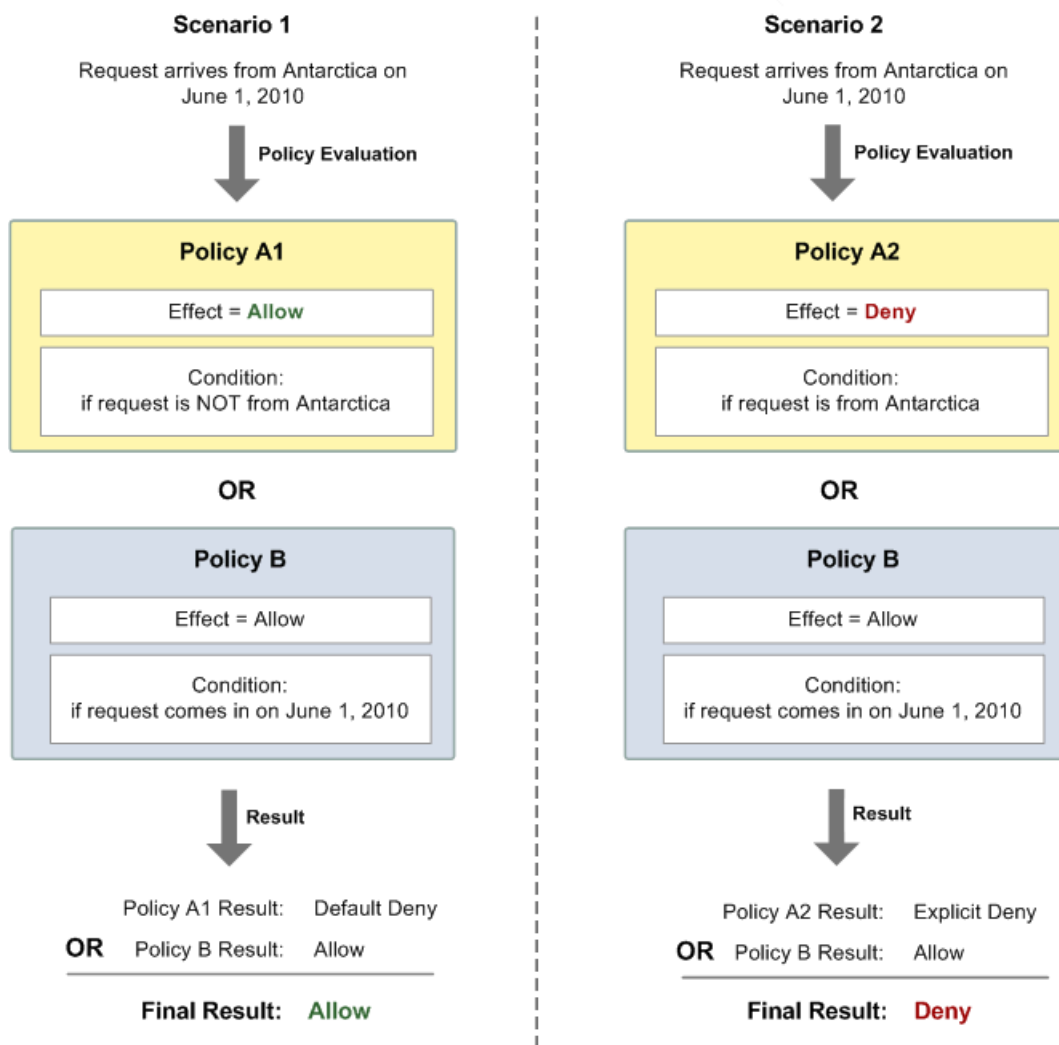 Scenario 1
Request arrives from Antarctica on
June 1, 2010
Policy Evaluation
Policy A1
Effect = Allow
Condition:
if request is NOT from Antarctica
OR
Policy B
Effect = Allow
Condition:
if request comes in on June 1, 2010
Result
Policy A1 Result: Default Deny
OR Policy B Result: Allow
Final Result: Allow
Scenario 2
Request arrives from Antarctica on
June 1, 2010
Policy Evaluation
Policy A2
Effect = Deny
Condition:
if request is from Antarctica
OR
Policy B
Effect = Allow
Condition:
if request comes in on June 1, 2010
Result
Policy A2 Result: Explicit Deny
OR Policy B Result: Allow
Final Result: Deny